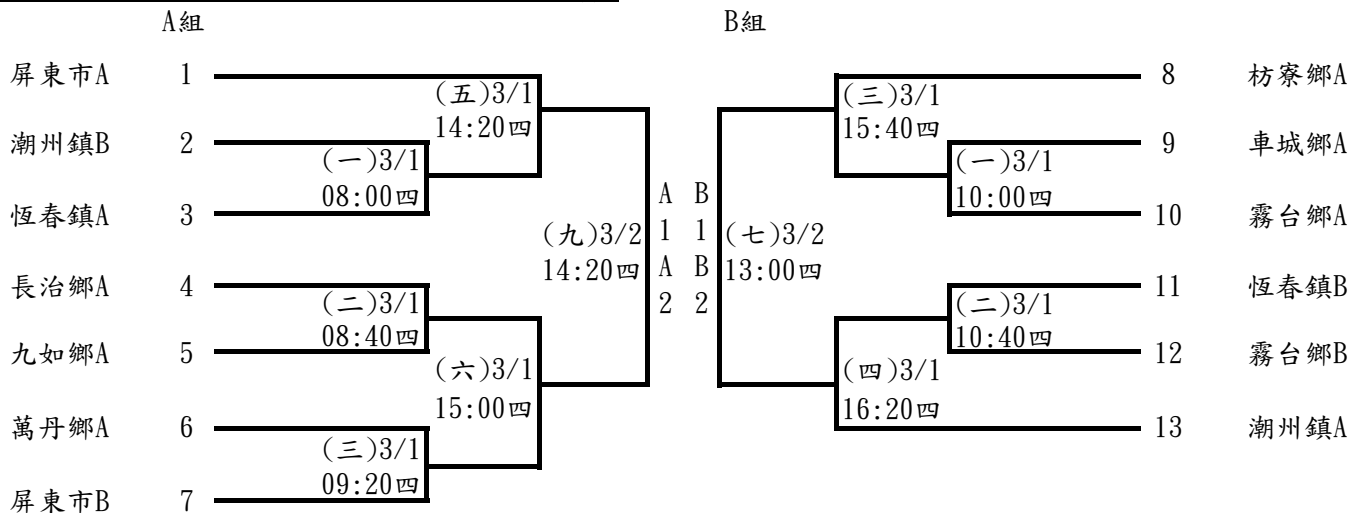 A組
屏東市A 1
潮州鎮B 2
恆春鎮A 3
長治鄉A 4
九如鄉A 5
萬丹鄉A 6
屏東市B 7
(一)3/1
08:00四
(二)3/1
08:40四
(三)3/1
09:20四
(五)3/1
14:20四
(六)3/1
15:00四
(九)3/2
14:20四
A
1
A
2
B組
B
1
B
2
(七)3/2
13:00四
(三)3/1
15:40四
(四)3/1
16:20四
(一)3/1
10:00四
(二)3/1
10:40四
8 枋寮鄉A
9 車城鄉A
10 霧台鄉A
11 恆春鎮B
12 霧台鄉B
13 潮州鎮A